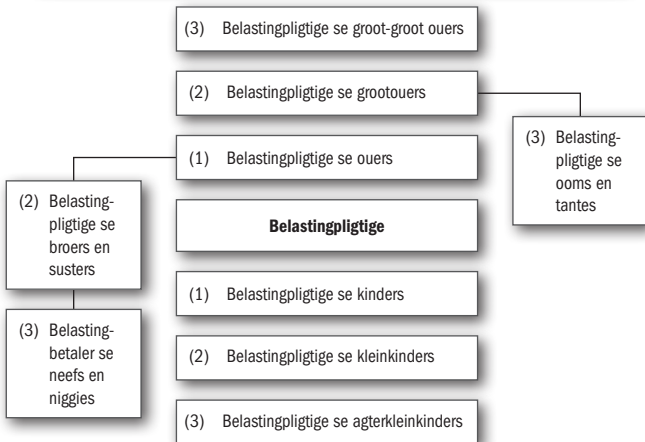 (3) Belastingpligtige se groot-groot ouers
(2) Belastingpligtige se grootouers
(1) Belastingpligtige se ouers
(3) Belasting-
pligtige se
ooms en
tantes
(2) Belasting-
pligtige se
broers en
susters
Belastingpligtige
(1) Belastingpligtige se kinders
(3) Belasting-
betaler se
neefs en
niggies
(2) Belastingpligtige se kleinkinders
(3) Belastingpligtige se agterkleinkinders